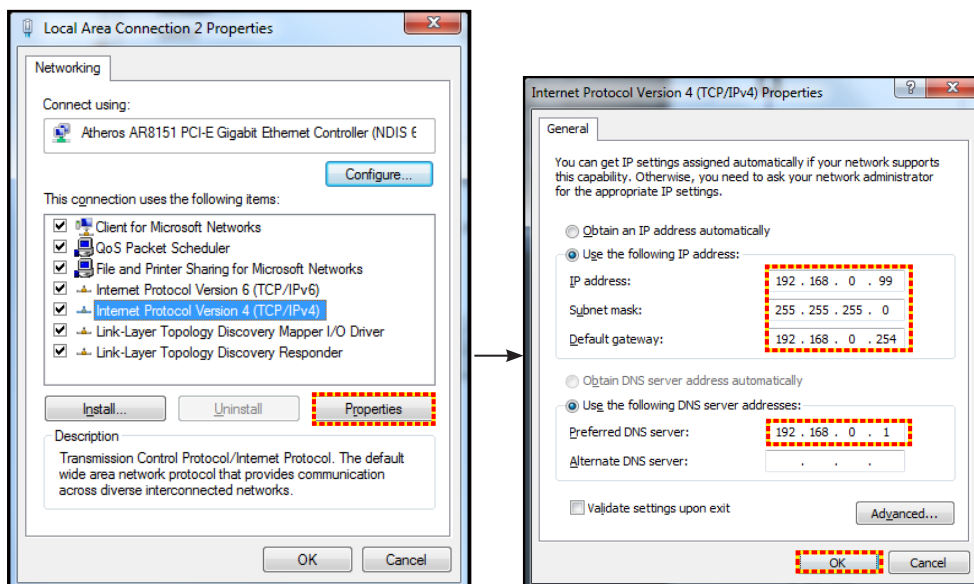 Local Area Connection 2 Properties
Networking
Connect using:
Atheros AR8151 PCI-E Gigabit Ethernet Controller (NDIS 6
Configure...
This connection uses the following items:
Client for Microsoft Networks
QoS Packet Scheduler
File and Printer Sharing for Microsoft Networks
Internet Protocol Version 6 (TCP/IPv6)
Internet Protocol Version 4 (TCP/IPv4)
Link-Layer Topology Discovery Mapper I/O Driver
Link-Layer Topology Discovery Responder
Install...
Uninstall
Properties
Description
Transmission Control Protocol/Internet Protocol. The default
wide area network protocol that provides communication
across diverse interconnected networks.
OK
Cancel
Internet Protocol Version 4 (TCP/IPv4) Properties
General
You can get IP settings assigned automatically if your network supports
this capability. Otherwise, you need to ask your network administrator
for the appropriate IP settings.
Obtain an IP address automatically
Use the following IP address:
IP address: 192 . 168 . 0 . 99
Subnet mask: 255 . 255 . 255 . 0
Default gateway: 192 . 168 . 0 . 254
Obtain DNS server address automatically
Use the following DNS server addresses:
Preferred DNS server: 192 . 168 . 0 . 1
Alternate DNS server: . . .
Validate settings upon exit
Advanced...
OK
Cancel